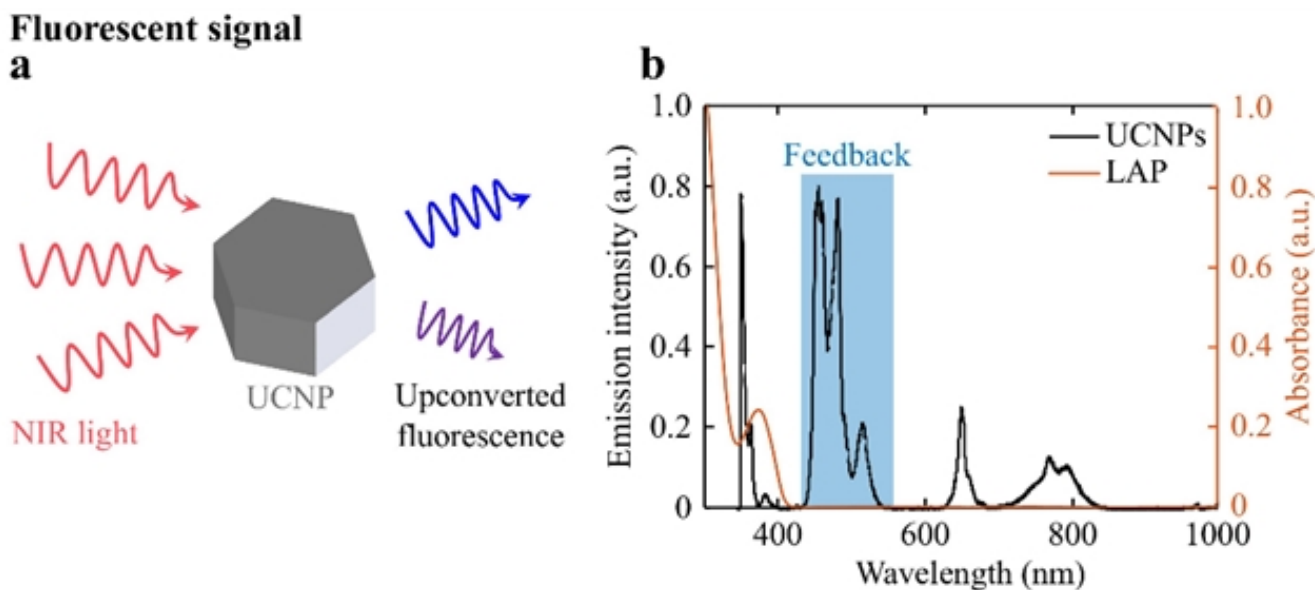 Fluorescent signal
a
NIR light
UCNP
Upconverted
fluorescence
b
Emission intensity (a.u.)
1.0
0.8
0.6
0.4
0.2
0
Feedback
UCNPs
LAP
1.0
0.8
0.6
0.4
0.2
0
Absorbance (a.u.)
400 600 800 1000
Wavelength (nm)